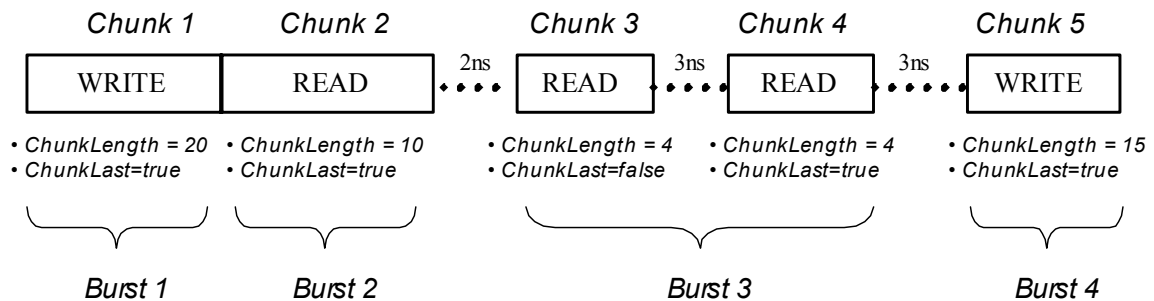 Chunk 1 Chunk 2 Chunk 3 Chunk 4 Chunk 5
WRITE READ 2ns READ 3ns READ 3ns WRITE
• ChunkLength = 20 • ChunkLength = 10 • ChunkLength = 4 • ChunkLength = 4 • ChunkLength = 15
• ChunkLast=true • ChunkLast=true • ChunkLast=false • ChunkLast=true • ChunkLast=true
Burst 1 Burst 2 Burst 3 Burst 4